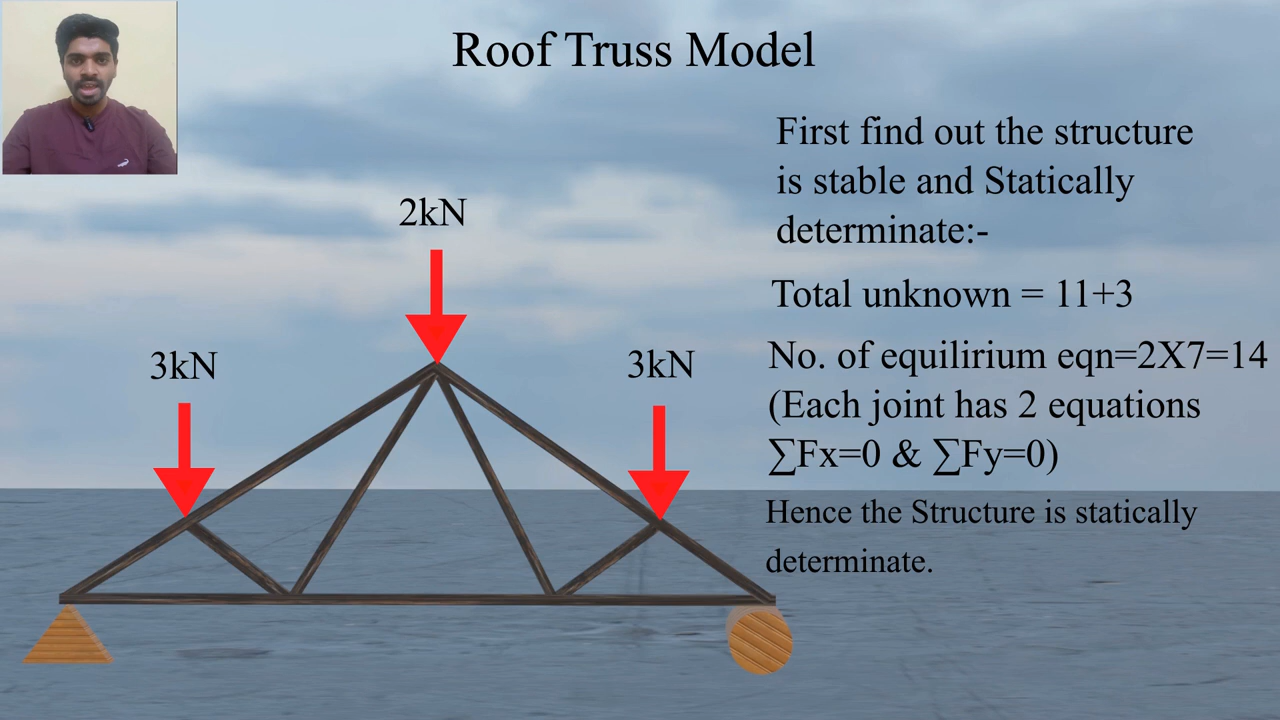 Roof Truss Model
First find out the structure
is stable and Statically
determinate:-
Total unknown = 11+3
No. of equilirium eqn=2X7=14
(Each joint has 2 equations
∑Fx=0 & ∑Fy=0)
Hence the Structure is statically
determinate.
2kN
3kN
3kN